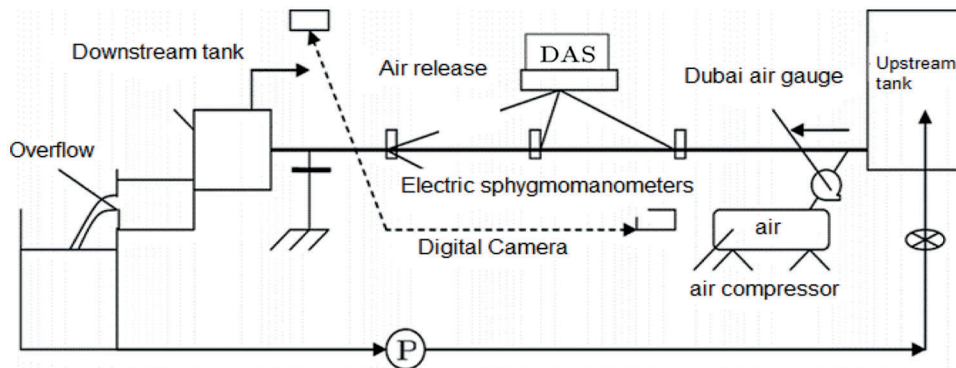 Downstream tank
Air release
DAS
Dubai air gauge
Upstream
tank
Overflow
Electric sphygmomanometers
Digital Camera
air
air compressor
P